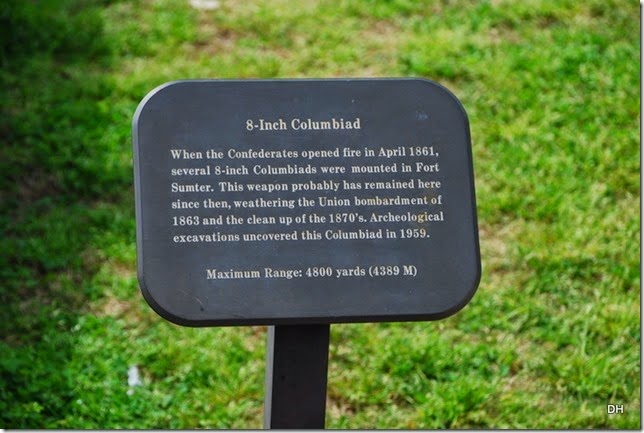 8-Inch Columbiad
When the Confederates opened fire in April 1861,
several 8-inch Columbiads were mounted in Fort
Sumter. This weapon probably has remained here
since then, weathering the Union bombardment of
1863 and the clean up of the 1870's. Archeological
excavations uncovered this Columbiad in 1959.
Maximum Range: 4800 yards (4389 M)
DH